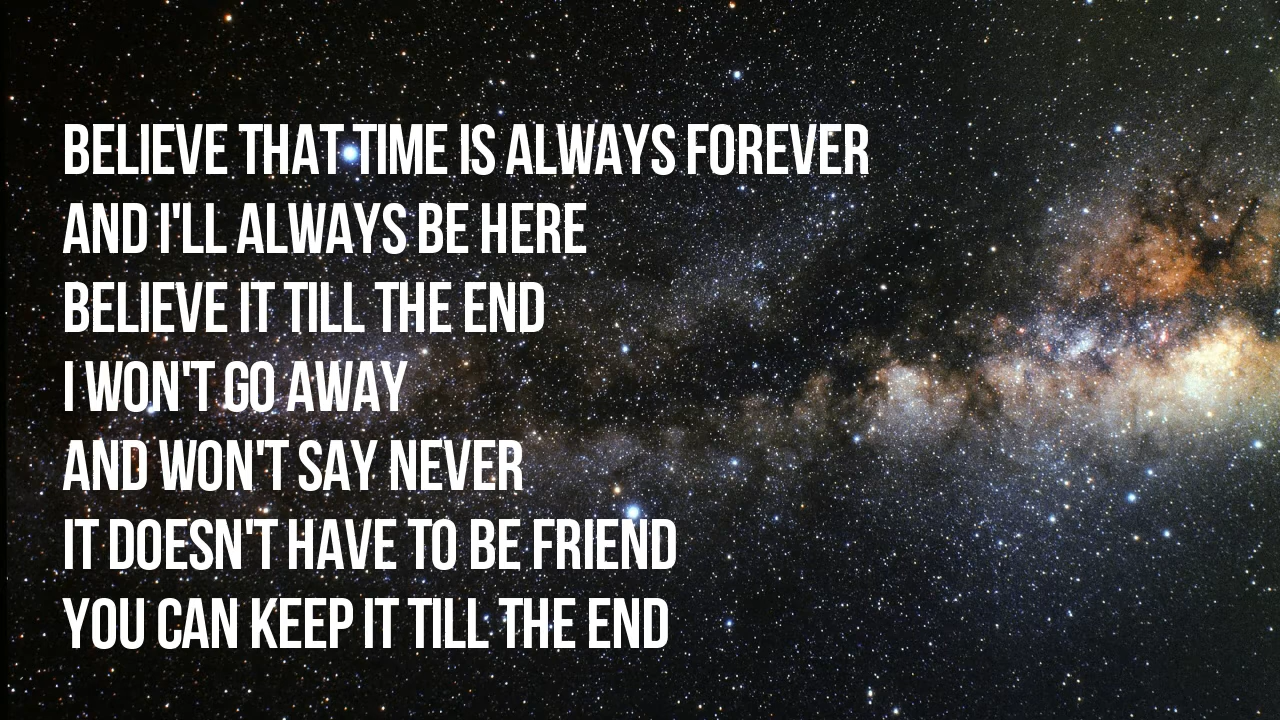 BELIEVE THAT TIME IS ALWAYS FOREVER
AND I'LL ALWAYS BE HERE
BELIEVE IT TILL THE END
I WON'T GO AWAY
AND WON'T SAY NEVER
IT DOESN'T HAVE TO BE FRIEND
YOU CAN KEEP IT TILL THE END